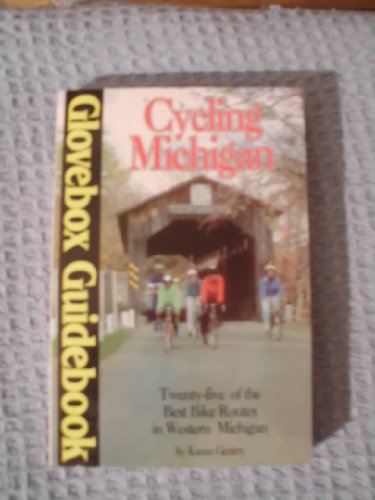 Glovebox Guidebook
Cycling
Michigan
Twenty-five of the
Best Bike Routes
in Western Michigan
by Karen Gentry